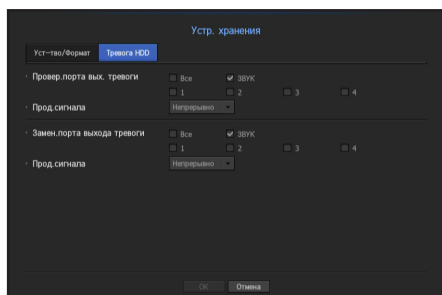 Устр. хранения
Уст-тво/Формат Тревога HDD
Провер.порта вых. тревоги Все ЗВУК
1 2 3 4
Прод.сигнала Непрерывно
Замен.порта выхода тревоги Все ЗВУК
1 2 3 4
Прод.сигнала Непрерывно
OK Отмена